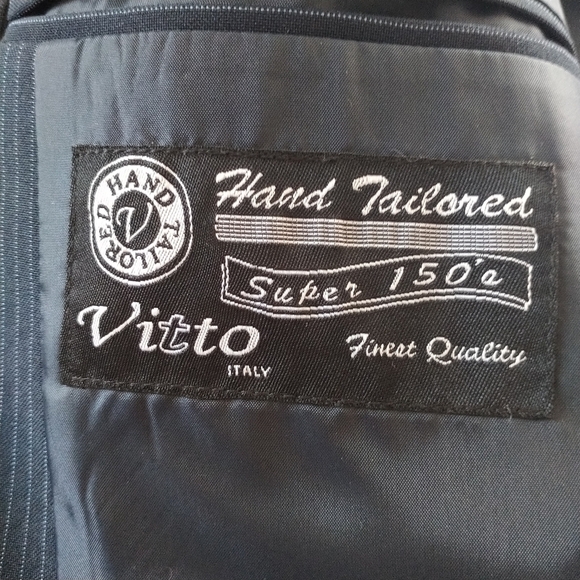 HAND TAILORED
V
Hand Tailored
Super 150's
Vitto
ITALY
Finest Quality